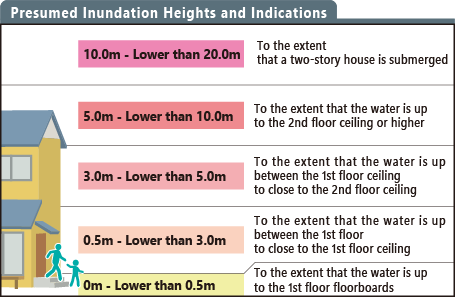 Presumed Inundation Heights and Indications
10.0m - Lower than 20.0m
To the extent
that a two-story house is submerged
5.0m - Lower than 10.0m
To the extent that the water is up
to the 2nd floor ceiling or higher
3.0m - Lower than 5.0m
To the extent that the water is up
between the 1st floor ceiling
to close to the 2nd floor ceiling
0.5m - Lower than 3.0m
To the extent that the water is up
between the 1st floor
to close to the 1st floor ceiling
0m - Lower than 0.5m
To the extent that the water is up
to the 1st floor floorboards